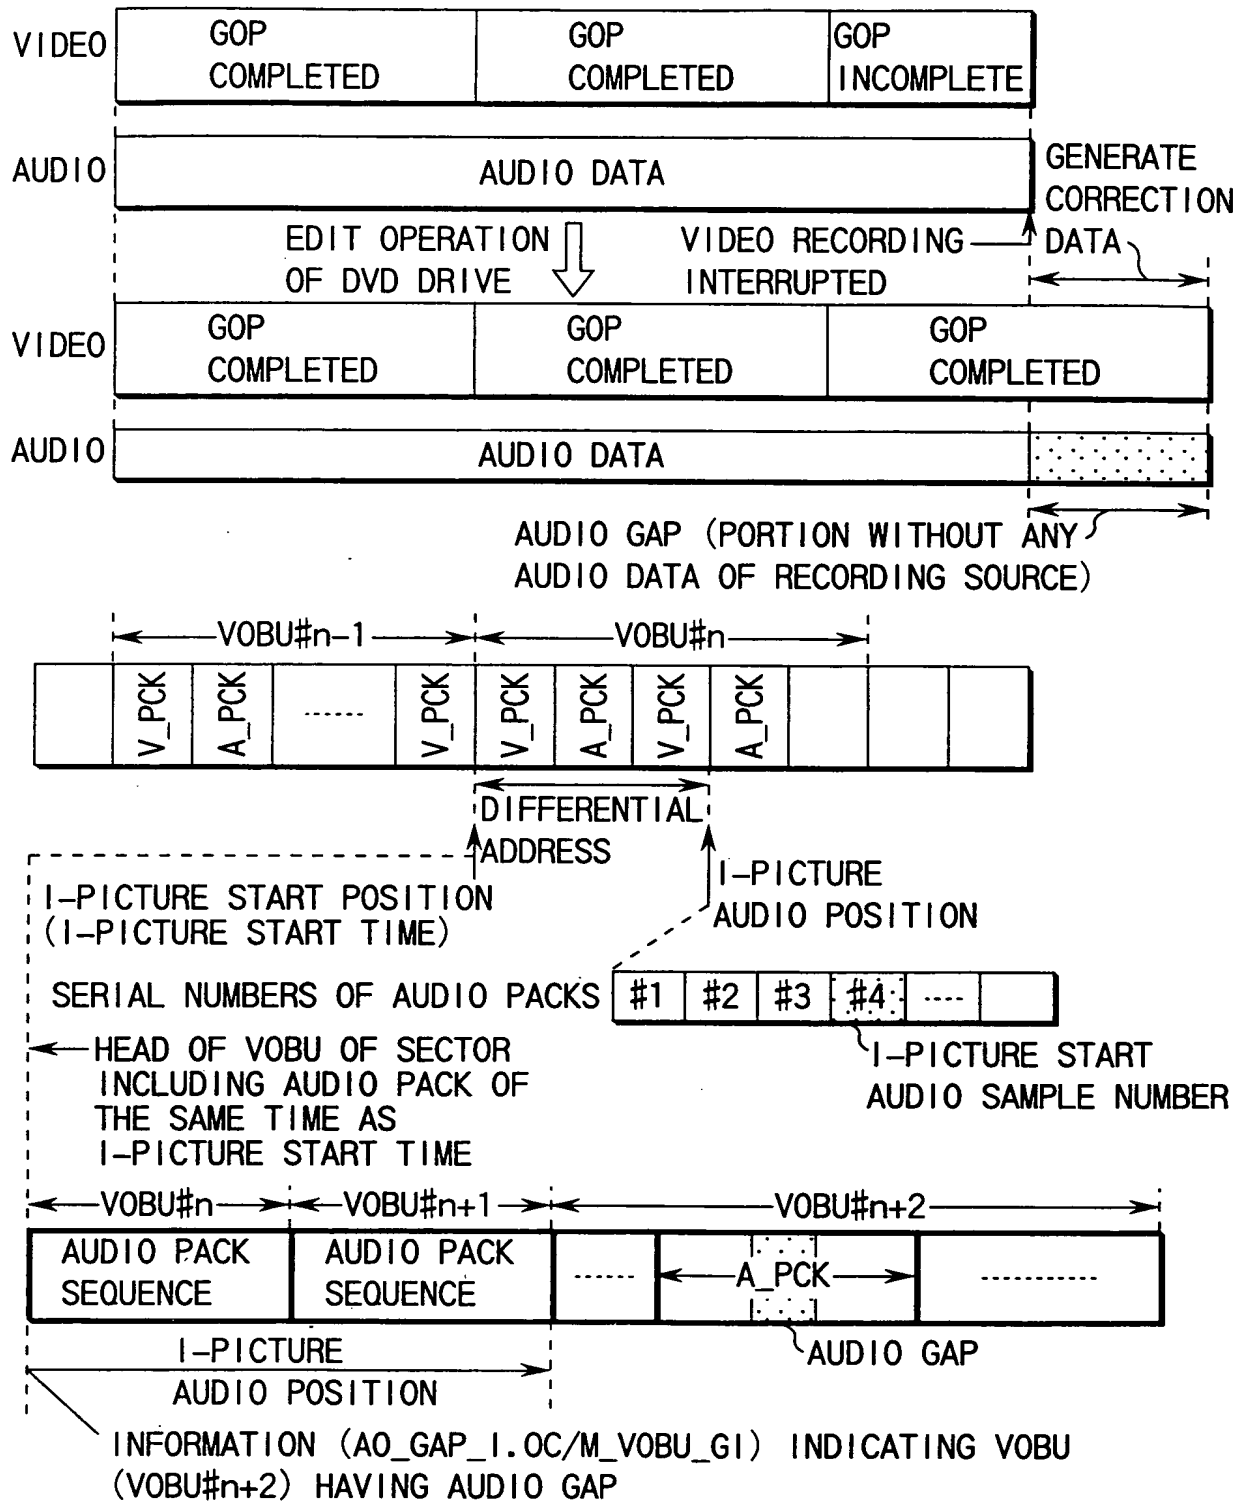 VIDEO
GOP
COMPLETED
GOP
COMPLETED
GOP
INCOMPLETE
AUDIO
AUDIO DATA
GENERATE
CORRECTION
DATA
EDIT OPERATION
OF DVD DRIVE
VIDEO RECORDING
INTERRUPTED
VIDEO
GOP
COMPLETED
GOP
COMPLETED
GOP
COMPLETED
AUDIO
AUDIO DATA
AUDIO GAP (PORTION WITHOUT ANY
AUDIO DATA OF RECORDING SOURCE)
VOBU#n-1
VOBU#n
V_PCK
A_PCK
......
V_PCK
V_PCK
A_PCK
V_PCK
A_PCK
DIFFERENTIAL
ADDRESS
I-PICTURE START POSITION
(I-PICTURE START TIME)
I-PICTURE
AUDIO POSITION
SERIAL NUMBERS OF AUDIO PACKS
#1
#2
#3
#4
....
I-PICTURE START
AUDIO SAMPLE NUMBER
HEAD OF VOBU OF SECTOR
INCLUDING AUDIO PACK OF
THE SAME TIME AS
I-PICTURE START TIME
VOBU#n
VOBU#n+1
VOBU#n+2
AUDIO PACK
SEQUENCE
AUDIO PACK
SEQUENCE
......
A_PCK
...........
AUDIO GAP
I-PICTURE
AUDIO POSITION
INFORMATION (AO_GAP_I.OC/M_VOBU_GI) INDICATING VOBU
(VOBU#n+2) HAVING AUDIO GAP